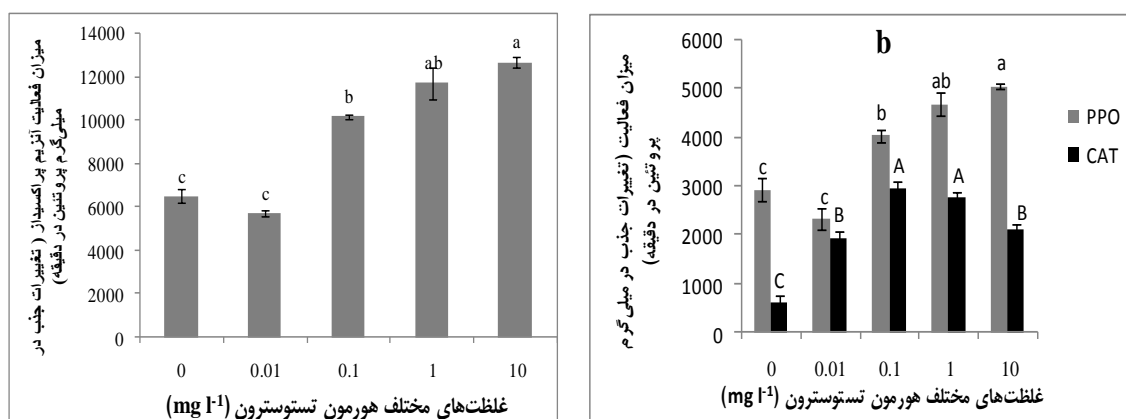 میزان فعالیت آنزیم پراکسیداز ( تغییرات جذب در
میلی‌گرم پروتئین در دقیقه)
14000
12000
10000
8000
6000
4000
2000
0
c
c
b
ab
a
0 0.01 0.1 1 10
غلظت‌های مختلف هورمون تستوسترون (mg l-1)
b
میزان فعالیت (تغییرات جذب در میلی گرم
پروتئین در دقیقه)
6000
5000
4000
3000
2000
1000
0
c
C
c
B
b
A
ab
A
a
B
PPO
CAT
0 0.01 0.1 1 10
غلظت‌های مختلف هورمون تستوسترون (mg l-1)